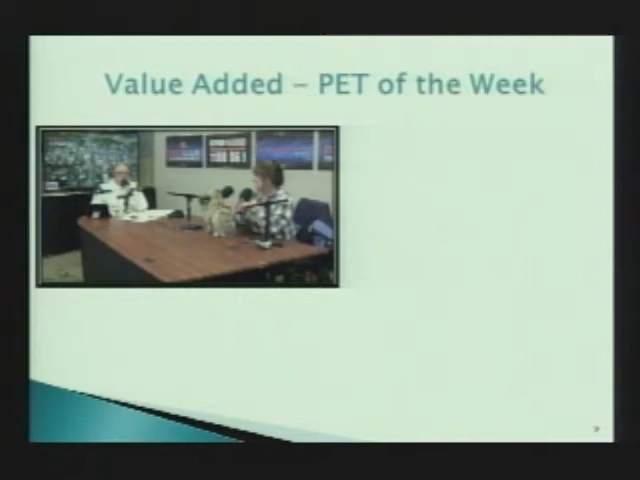 Value Added - PET of the Week